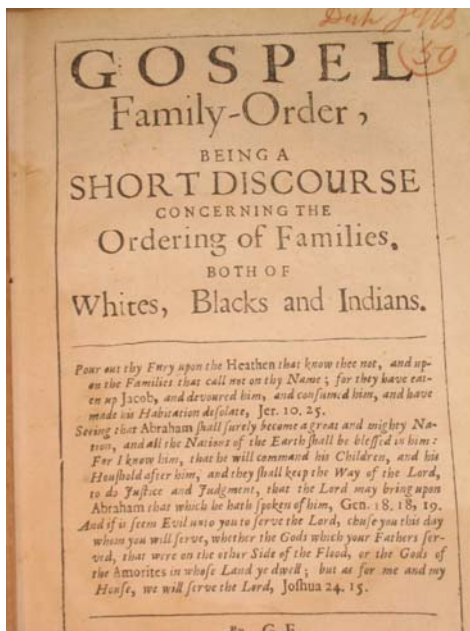 (39)
GOSPEL
Family-Order,
BEING A
SHORT DISCOURSE
CONCERNING THE
Ordering of Families,
BOTH OF
Whites, Blacks and Indians.
Pour out thy Fury upon the Heathen that know thee not, and up-
on the Families that call not on thy Name; for they have eat-
en up Jacob, and devoured him, and consumed him, and have
made his Habitation desolate, Jer. 10. 25.
Seeing that Abraham ſhall ſurely become a great and mighty Na-
tion, and all the Nations of the Earth ſhall be bleſſed in him:
For I know him, that he will command his Children, and his
Houſhold after him, and they ſhall keep the Way of the Lord,
to do Juſtice and Judgment, that the Lord may bring upon
Abraham that which he hath ſpoken of him, Gen. 18. 18, 19.
And if it ſeem Evil unto you to ſerve the Lord, chuſe you this day
whom you will ſerve, whether the Gods which your Fathers ſer-
ved, that were on the other Side of the Flood, or the Gods of
the Amorites in whoſe Land ye dwell; but as for me and my
Houſe, we will ſerve the Lord, Joſhua 24. 15.
By G. F.